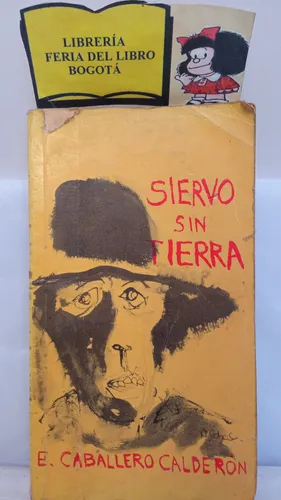 LIBRERÍA
FERIA DEL LIBRO
BOGOTÁ
SIERVO
SIN
TIERRA
E. CABALLERO CALDERON